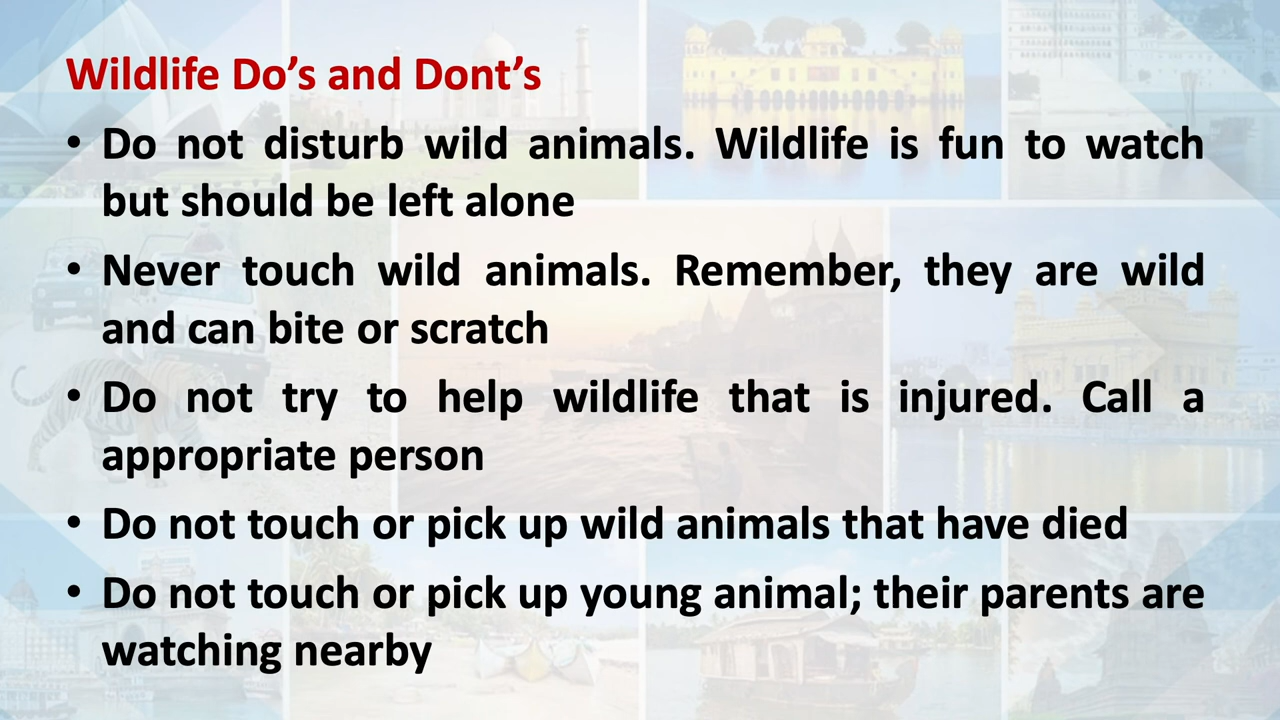 Wildlife Do’s and Dont’s
• Do not disturb wild animals. Wildlife is fun to watch
but should be left alone
• Never touch wild animals. Remember, they are wild
and can bite or scratch
• Do not try to help wildlife that is injured. Call a
appropriate person
• Do not touch or pick up wild animals that have died
• Do not touch or pick up young animal; their parents are
watching nearby